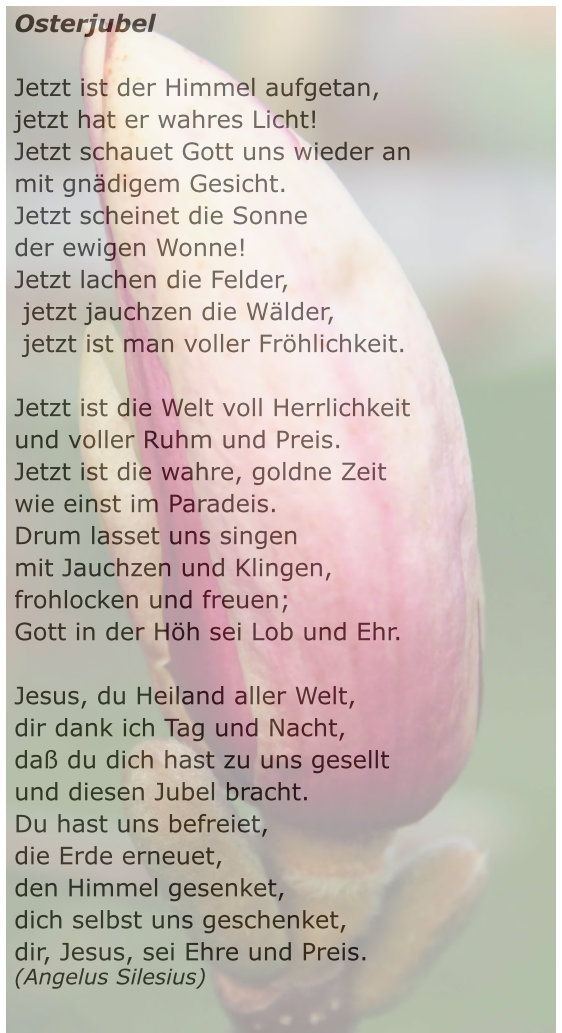 Osterjubel

Jetzt ist der Himmel aufgetan,
jetzt hat er wahres Licht!
Jetzt schauet Gott uns wieder an
mit gnädigem Gesicht.
Jetzt scheinet die Sonne
der ewigen Wonne!
Jetzt lachen die Felder,
jetzt jauchzen die Wälder,
jetzt ist man voller Fröhlichkeit.

Jetzt ist die Welt voll Herrlichkeit
und voller Ruhm und Preis.
Jetzt ist die wahre, goldne Zeit
wie einst im Paradeis.
Drum lasset uns singen
mit Jauchzen und Klingen,
frohlocken und freuen;
Gott in der Höh sei Lob und Ehr.

Jesus, du Heiland aller Welt,
dir dank ich Tag und Nacht,
daß du dich hast zu uns gesellt
und diesen Jubel bracht.
Du hast uns befreiet,
die Erde erneuet,
den Himmel gesenket,
dich selbst uns geschenket,
dir, Jesus, sei Ehre und Preis.
(Angelus Silesius)